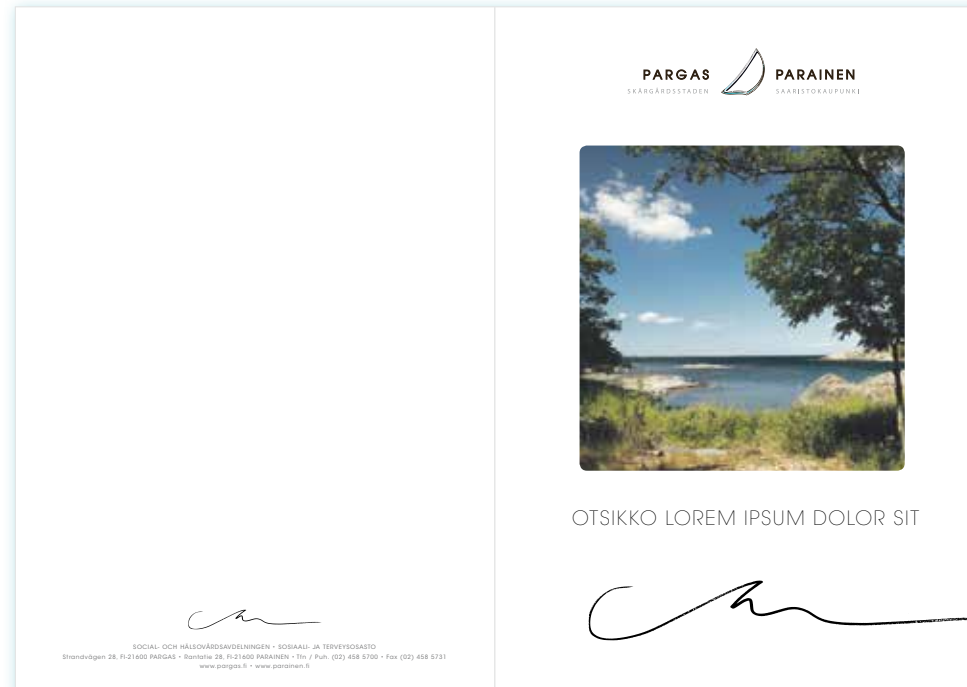 PARGAS PARAINEN
SKÄRGÅRDSSTADEN SAARISTOKAUPUNKI
OTSIKKO LOREM IPSUM DOLOR SIT
SOCIAL- OCH HÄLSOVÅRDSAVDELNINGEN • SOSIAALI- JA TERVEYSOSASTO
Strandvägen 28, FI-21600 PARGAS • Rantatie 28, FI-21600 PARAINEN • Tfn / Puh. (02) 458 5700 • Fax (02) 458 5731
www.pargas.fi • www.parainen.fi